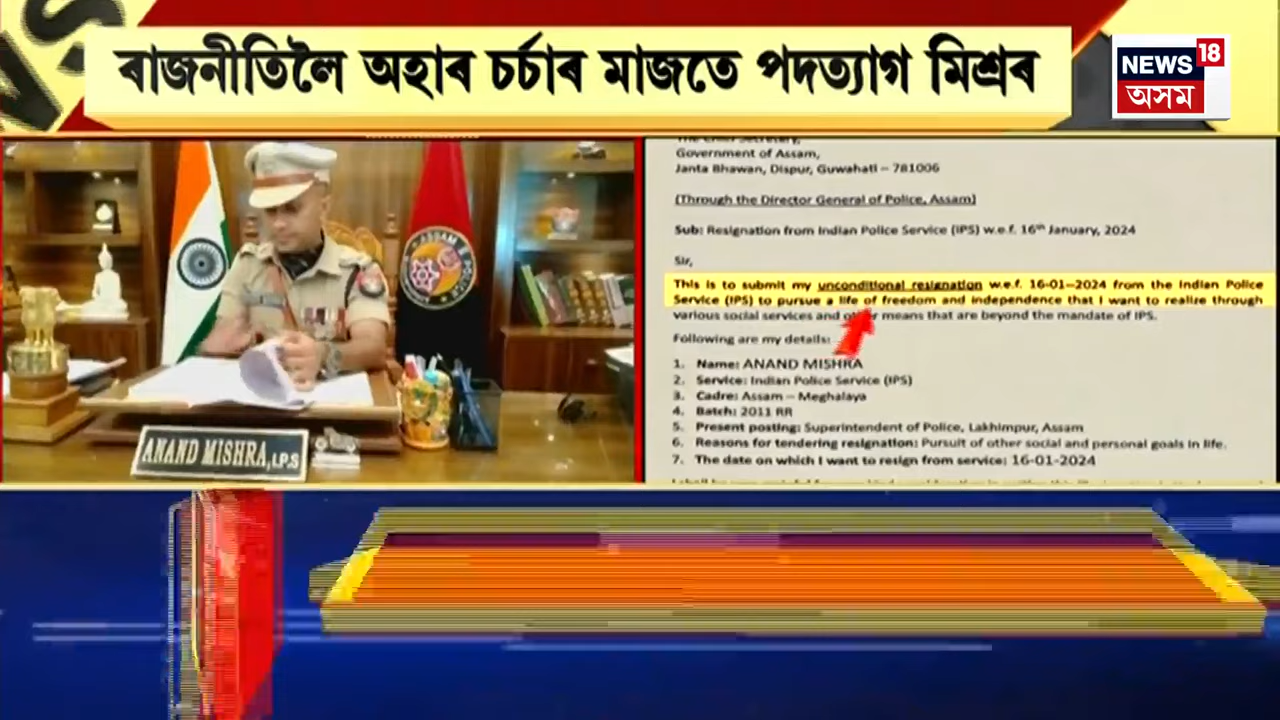 ৰাজনীতিলৈ অহাৰ চৰ্চাৰ মাজতে পদত্যাগ মিশ্ৰৰ
NEWS 18
অসম
ASSAM
POLICE
ANAND MISHRA, I.P.S
The Chief Secretary,
Government of Assam,
Janta Bhawan, Dispur, Guwahati – 781006
(Through the Director General of Police, Assam)
Sub: Resignation from Indian Police Service (IPS) w.e.f. 16th January, 2024
Sir,
This is to submit my unconditional resignation w.e.f. 16-01-2024 from the Indian Police
Service (IPS) to pursue a life of freedom and independence that I want to realize through
various social services and other means that are beyond the mandate of IPS.
Following are my details:
1. Name: ANAND MISHRA
2. Service: Indian Police Service (IPS)
3. Cadre: Assam – Meghalaya
4. Batch: 2011 RR
5. Present posting: Superintendent of Police, Lakhimpur, Assam
6. Reasons for tendering resignation: Pursuit of other social and personal goals in life.
7. The date on which I want to resign from service: 16-01-2024